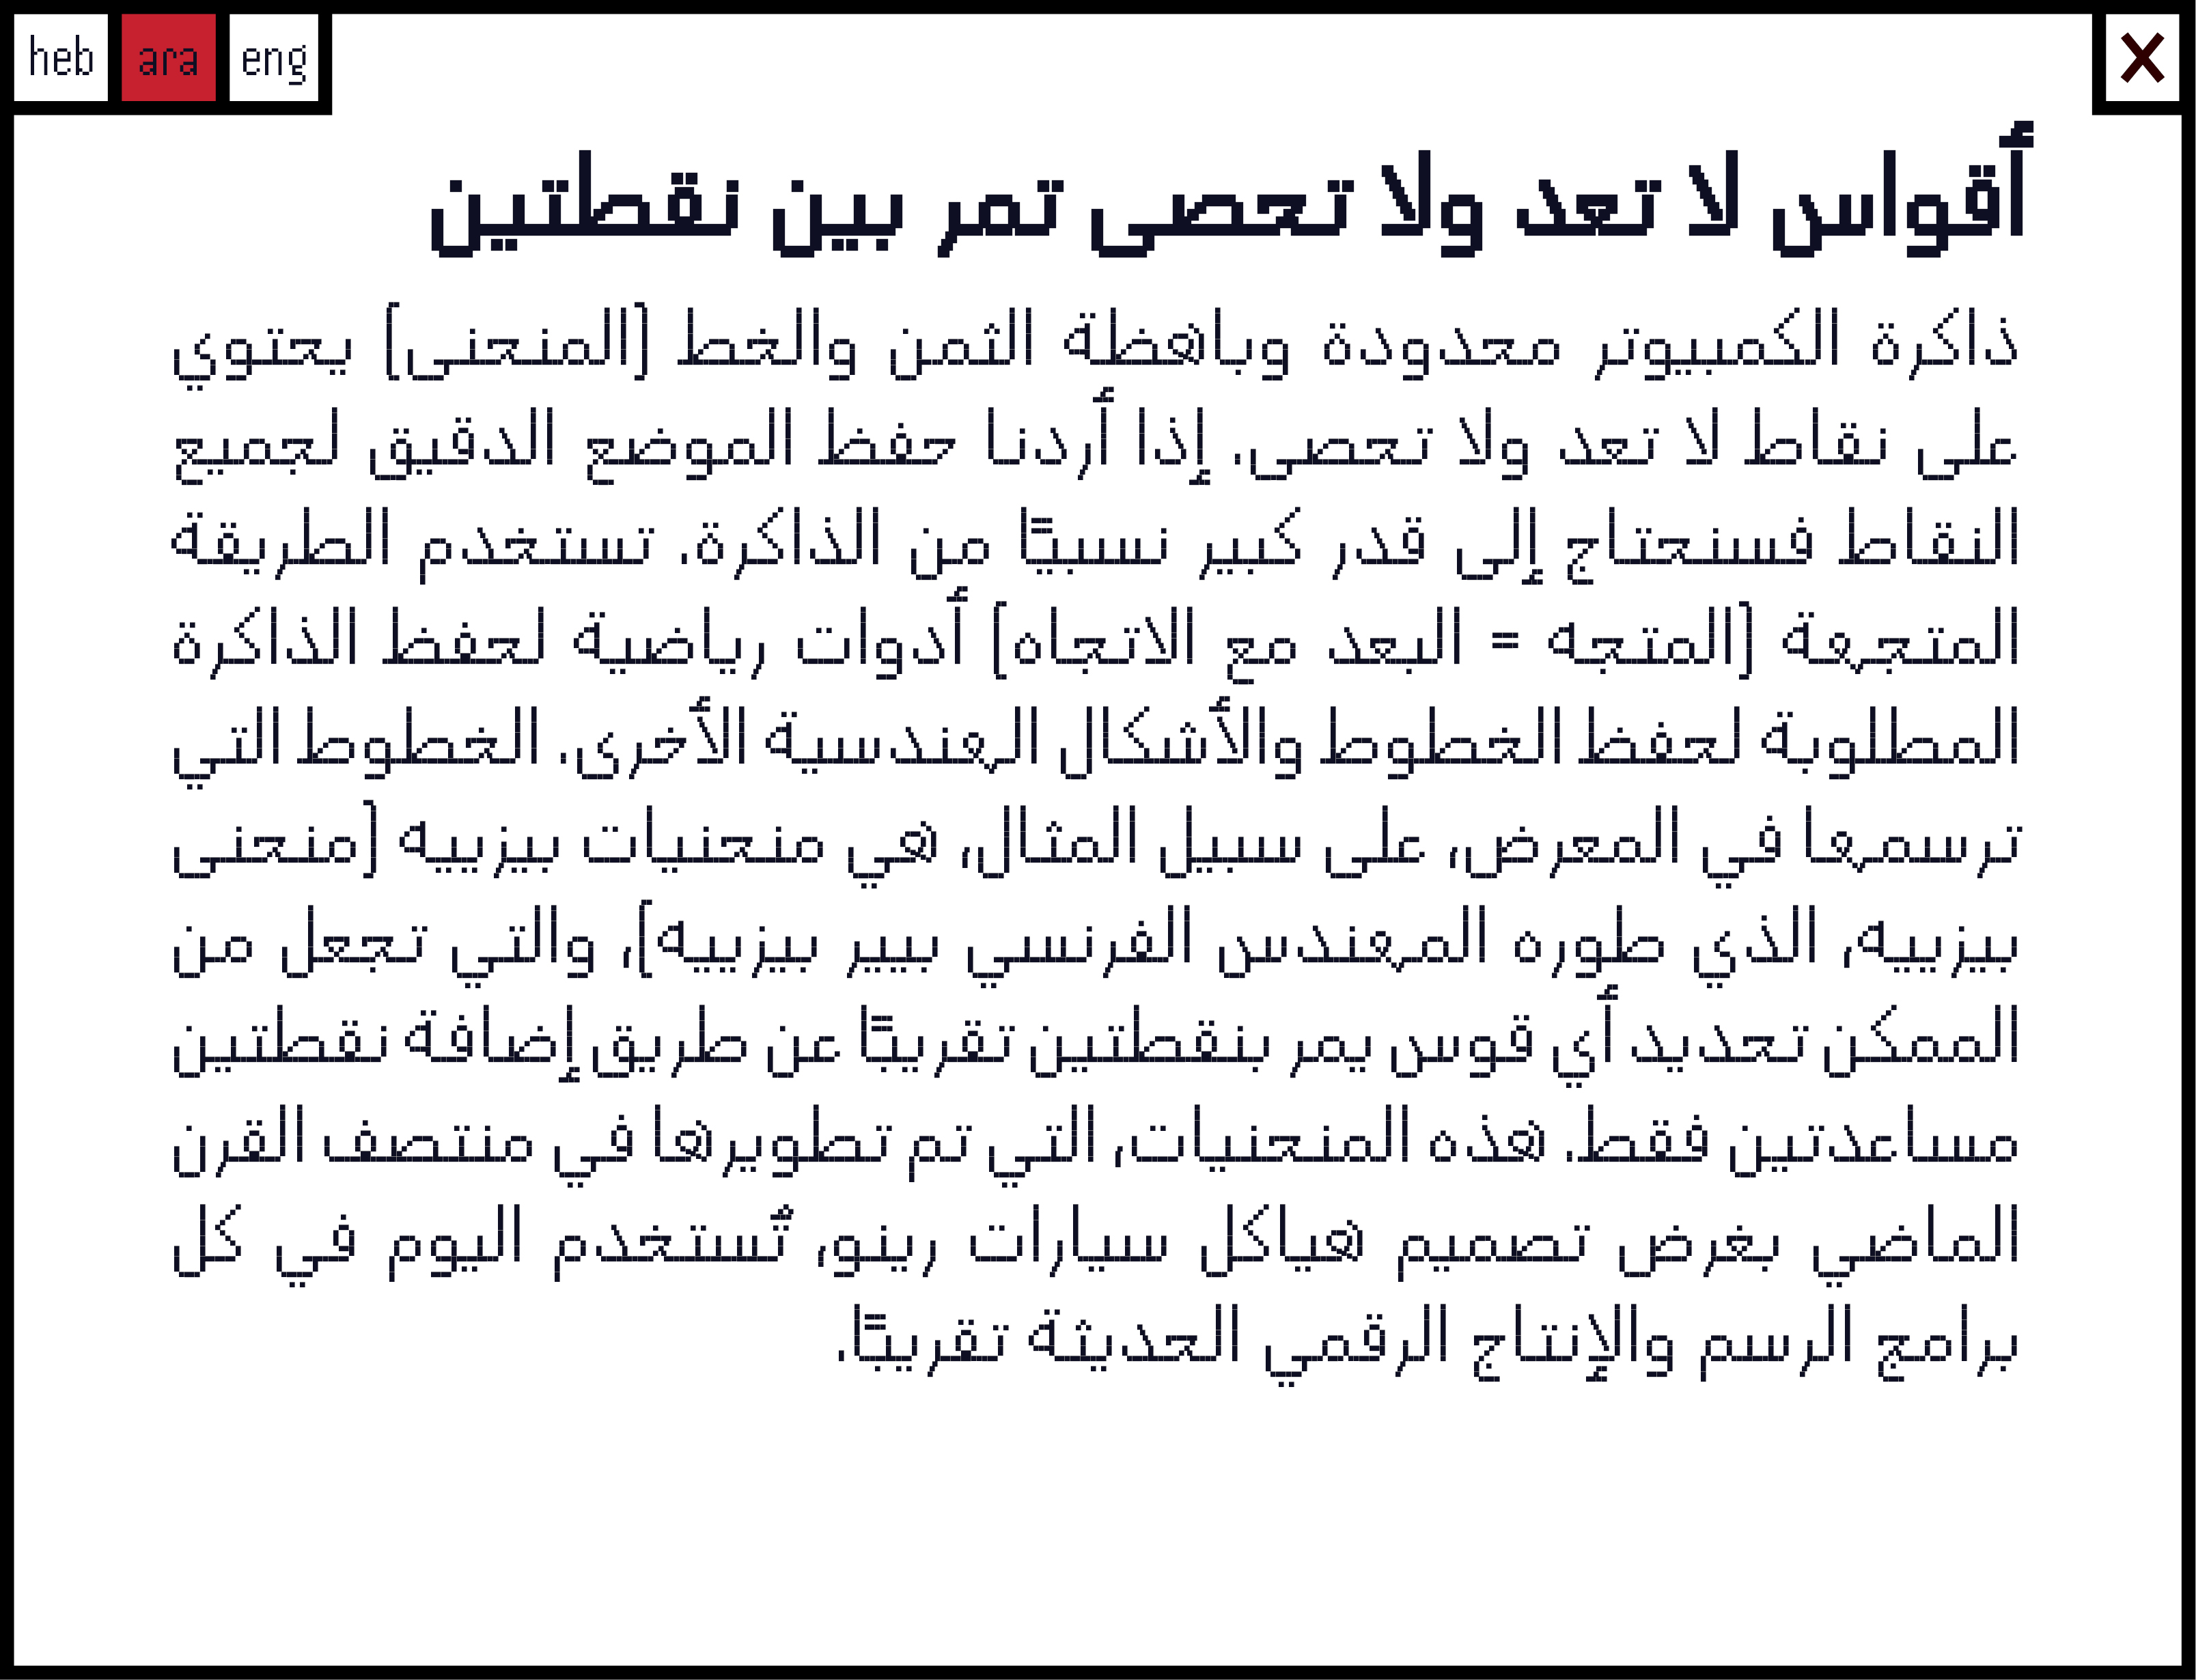 heb ara eng X
أقواس لا تعد ولا تحصى تمر بين نقطتين
ذاكرة الكمبيوتر محدودة وباهظة الثمن والخط (المنحنى) يحتوي
على نقاط لا تعد ولا تحصى. إذا أردنا حفظ الموضع الدقيق لجميع
النقاط فسنحتاج إلى قدر كبير نسبيًا من الذاكرة. تستخدم الطريقة
المتجهة (المتجه = البعد مع الاتجاه) أدوات رياضية لحفظ الذاكرة
المطلوبة لحفظ الخطوط والأشكال الهندسية الأخرى. الخطوط التي
ترسمها في المعرض، على سبيل المثال، هي منحنيات بيزييه (منحنى
بيزييه، الذي طوره المهندس الفرنسي بيير بيزييه)، والتي تجعل من
الممكن تحديد أي قوس يمر بنقطتين تقريبًا عن طريق إضافة نقطتين
مساعدتين فقط. هذه المنحنيات، التي تم تطويرها في منتصف القرن
الماضي بغرض تصميم هياكل سيارات رينو، تُستخدم اليوم في كل
برامج الرسم والإنتاج الرقمي الحديثة تقريبًا.